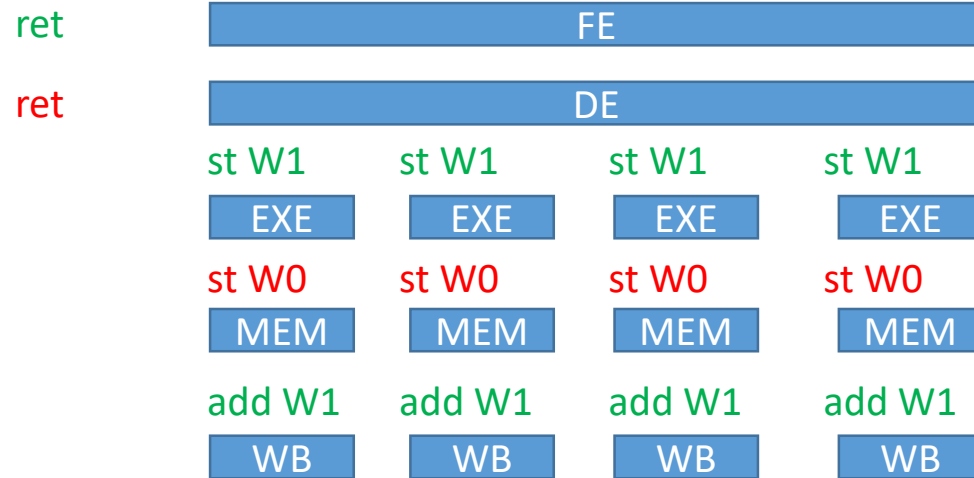 ret FE
ret DE
st W1 st W1 st W1 st W1
EXE EXE EXE EXE
st W0 st W0 st W0 st W0
MEM MEM MEM MEM
add W1 add W1 add W1 add W1
WB WB WB WB